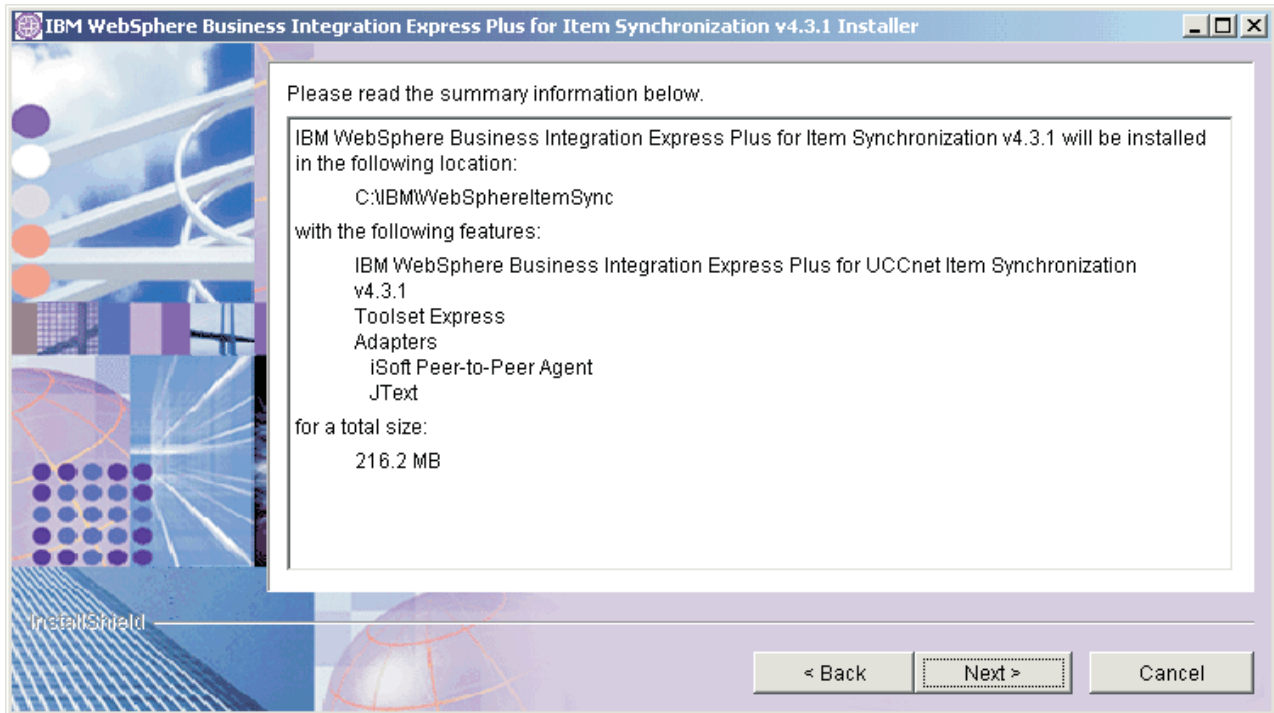 IBM WebSphere Business Integration Express Plus for Item Synchronization v4.3.1 Installer
Please read the summary information below.
IBM WebSphere Business Integration Express Plus for Item Synchronization v4.3.1 will be installed
in the following location:
C:\IBM\WebSphereItemSync
with the following features:
IBM WebSphere Business Integration Express Plus for UCCnet Item Synchronization
v4.3.1
Toolset Express
Adapters
iSoft Peer-to-Peer Agent
JText
for a total size:
216.2 MB
InstallShield
< Back
Next >
Cancel